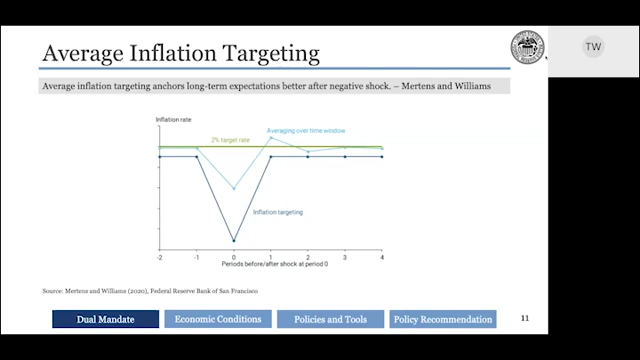 Average Inflation Targeting
TW
Average inflation targeting anchors long-term expectations better after negative shock. – Mertens and Williams
Inflation rate
Averaging over time window
2% target rate
Inflation targeting
-2 -1 0 1 2 3 4
Periods before/after shock at period 0
Source: Mertens and Williams (2020), Federal Reserve Bank of San Francisco
Dual Mandate Economic Conditions Policies and Tools Policy Recommendation 11